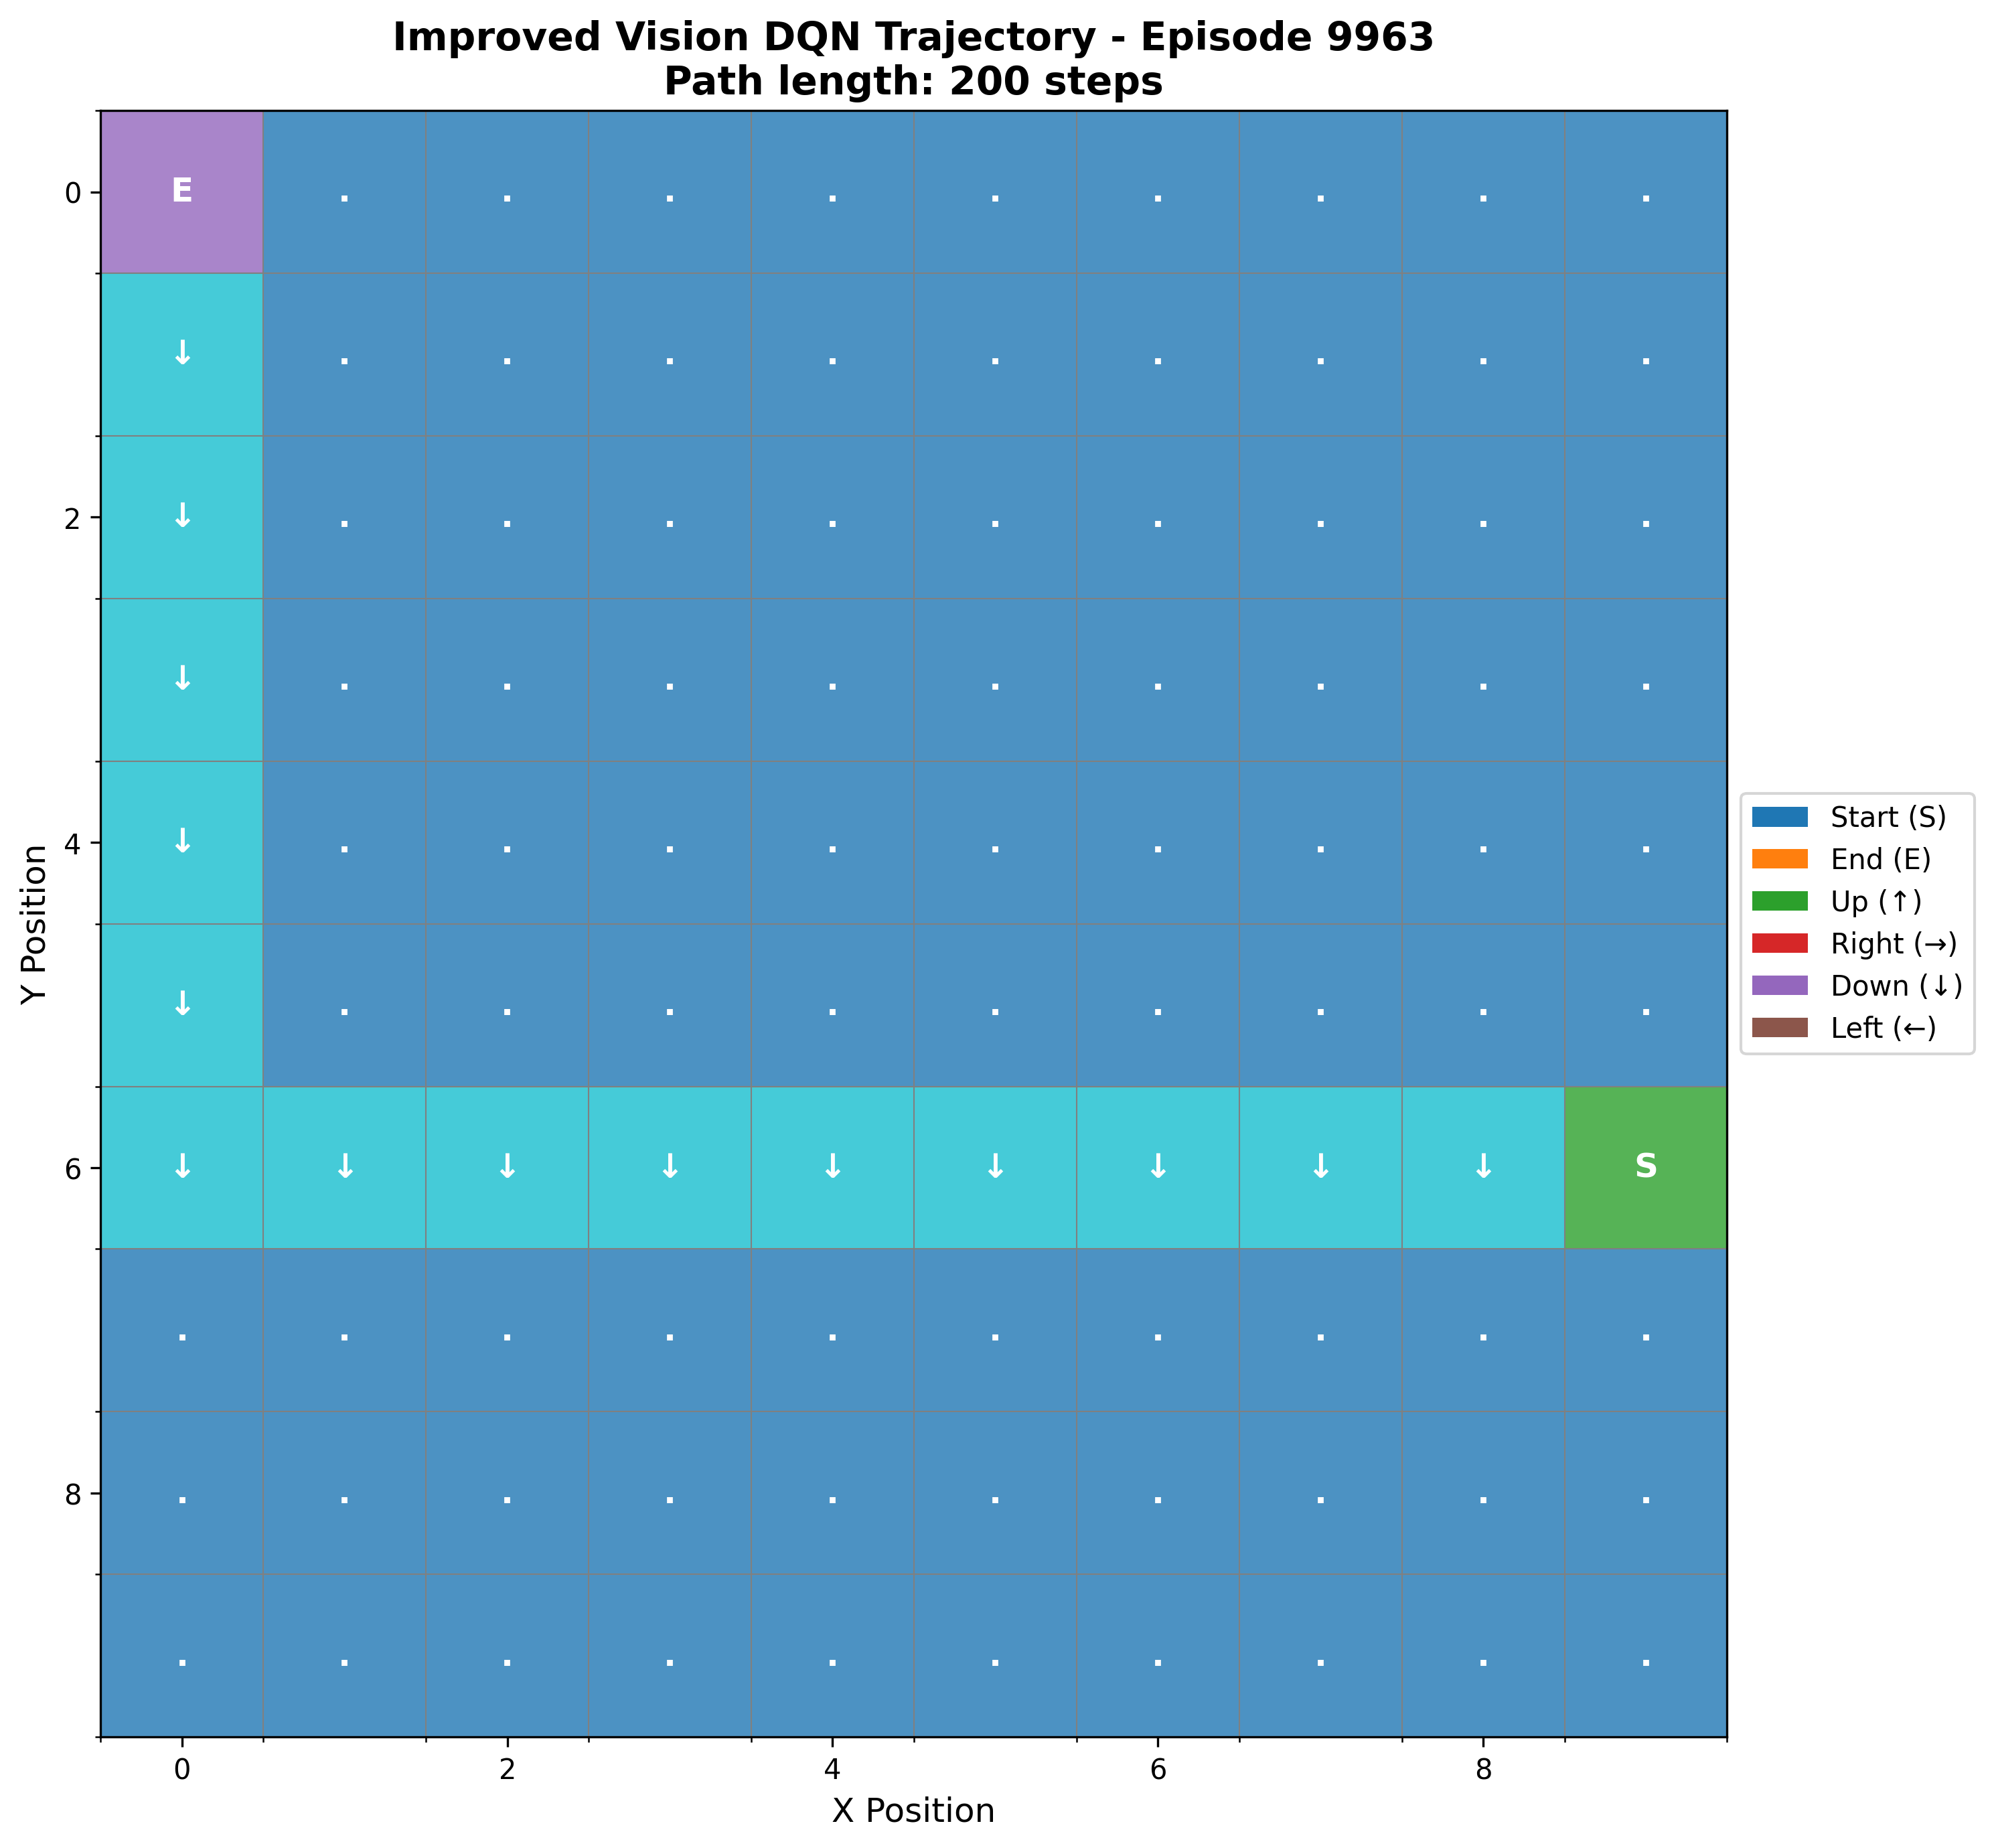 Improved Vision DQN Trajectory - Episode 9963
Path length: 200 steps
0 E . . . . . . . . .
↓ . . . . . . . . .
2 ↓ . . . . . . . . .
↓ . . . . . . . . .
4 ↓ . . . . . . . . .
↓ . . . . . . . . .
6 ↓ ↓ ↓ ↓ ↓ ↓ ↓ ↓ ↓ S
. . . . . . . . . .
8 . . . . . . . . . .
. . . . . . . . . .
0 2 4 6 8
X Position
Y Position
Start (S)
End (E)
Up (↑)
Right (→)
Down (↓)
Left (←)